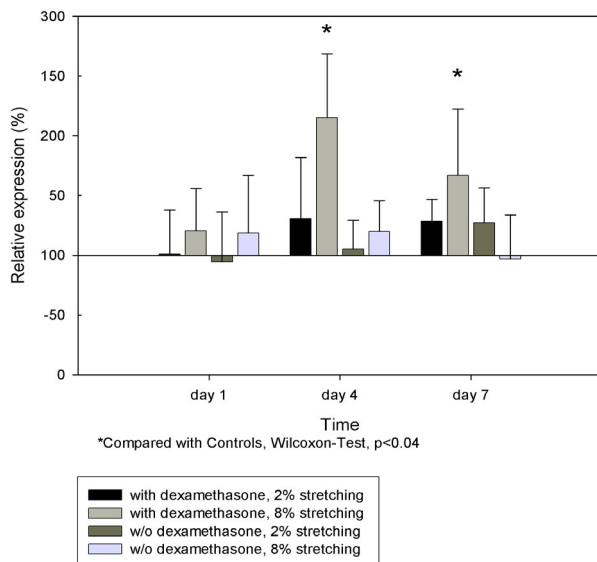 300
*
150
*
200
50
100
-50
0
Relative expression (%)
day 1 day 4 day 7
Time
*Compared with Controls, Wilcoxon-Test, p<0.04
with dexamethasone, 2% stretching
with dexamethasone, 8% stretching
w/o dexamethasone, 2% stretching
w/o dexamethasone, 8% stretching